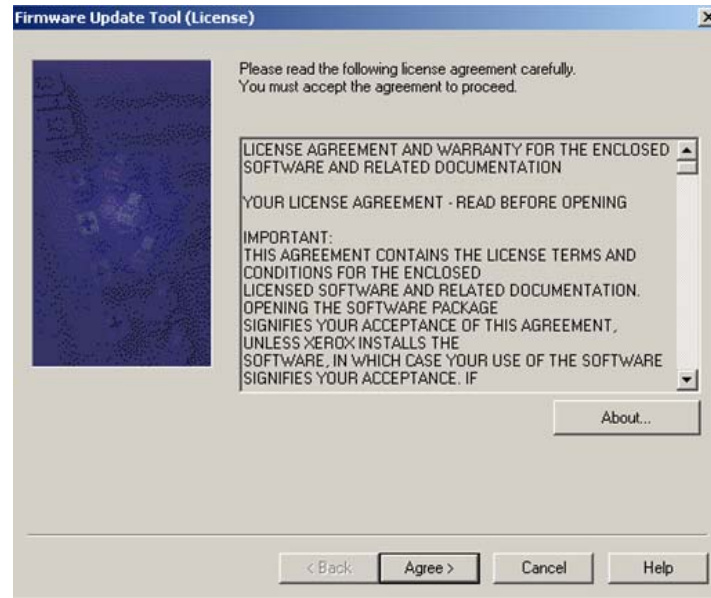 Firmware Update Tool (License)
Please read the following license agreement carefully.
You must accept the agreement to proceed.
LICENSE AGREEMENT AND WARRANTY FOR THE ENCLOSED
SOFTWARE AND RELATED DOCUMENTATION
YOUR LICENSE AGREEMENT - READ BEFORE OPENING
IMPORTANT:
THIS AGREEMENT CONTAINS THE LICENSE TERMS AND
CONDITIONS FOR THE ENCLOSED
LICENSED SOFTWARE AND RELATED DOCUMENTATION.
OPENING THE SOFTWARE PACKAGE
SIGNIFIES YOUR ACCEPTANCE OF THIS AGREEMENT,
UNLESS XEROX INSTALLS THE
SOFTWARE, IN WHICH CASE YOUR USE OF THE SOFTWARE
SIGNIFIES YOUR ACCEPTANCE. IF
About...
< Back Agree > Cancel Help